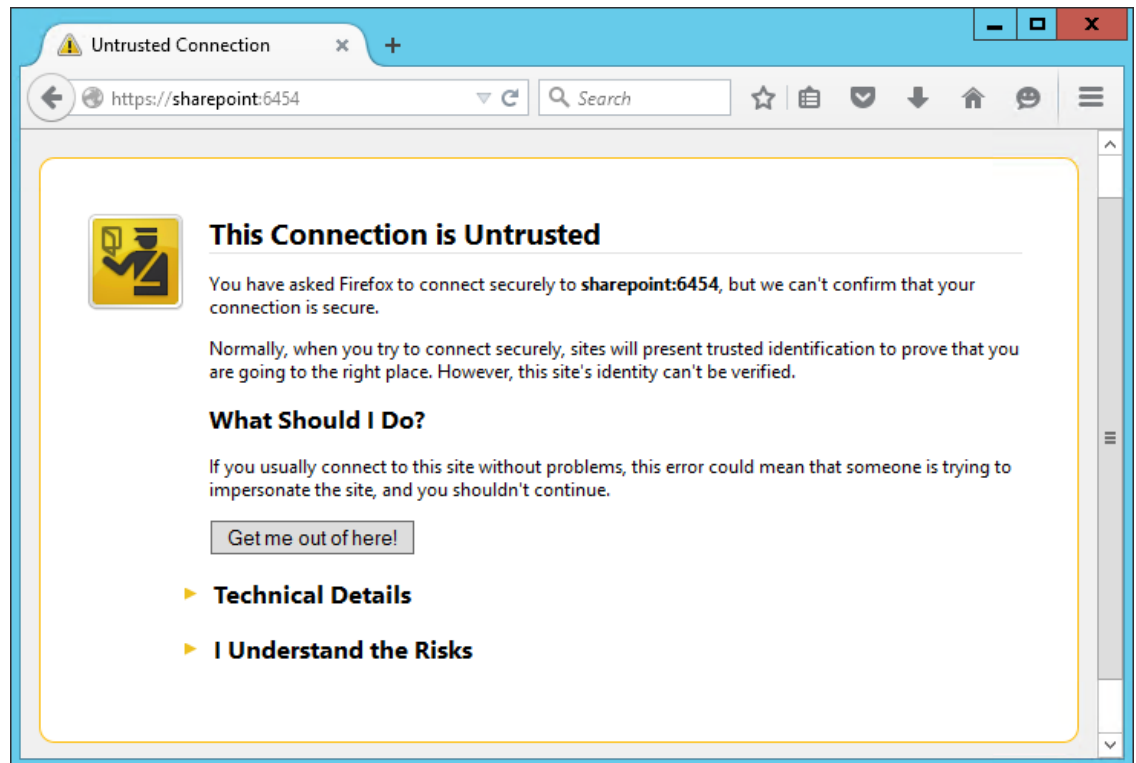 Untrusted Connection
https://sharepoint:6454
Search
This Connection is Untrusted
You have asked Firefox to connect securely to sharepoint:6454, but we can't confirm that your
connection is secure.
Normally, when you try to connect securely, sites will present trusted identification to prove that you
are going to the right place. However, this site's identity can't be verified.
What Should I Do?
If you usually connect to this site without problems, this error could mean that someone is trying to
impersonate the site, and you shouldn't continue.
Get me out of here!
Technical Details
I Understand the Risks